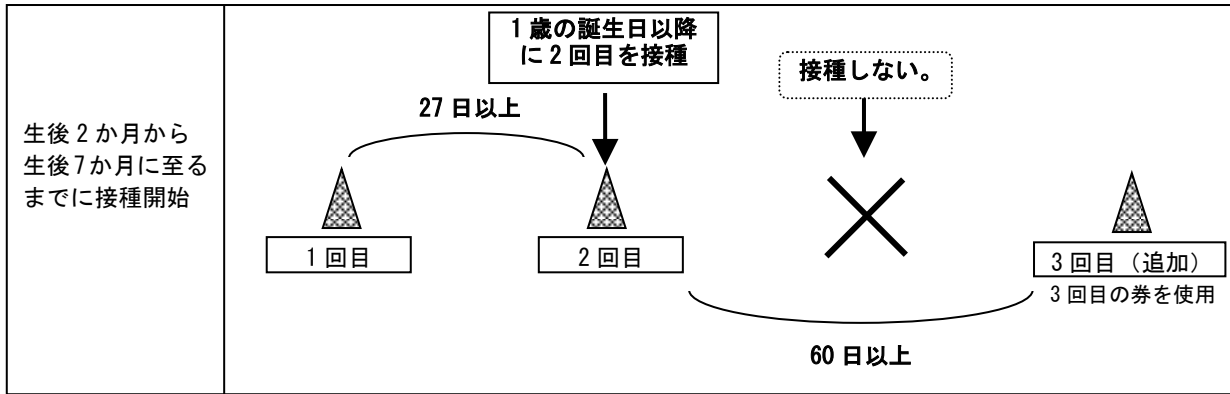 1歳の誕生日以降
に2回目を接種
接種しない。
27日以上
生後2か月から
生後7か月に至る
までに接種開始
1回目
2回目
3回目（追加）
3回目の券を使用
60日以上